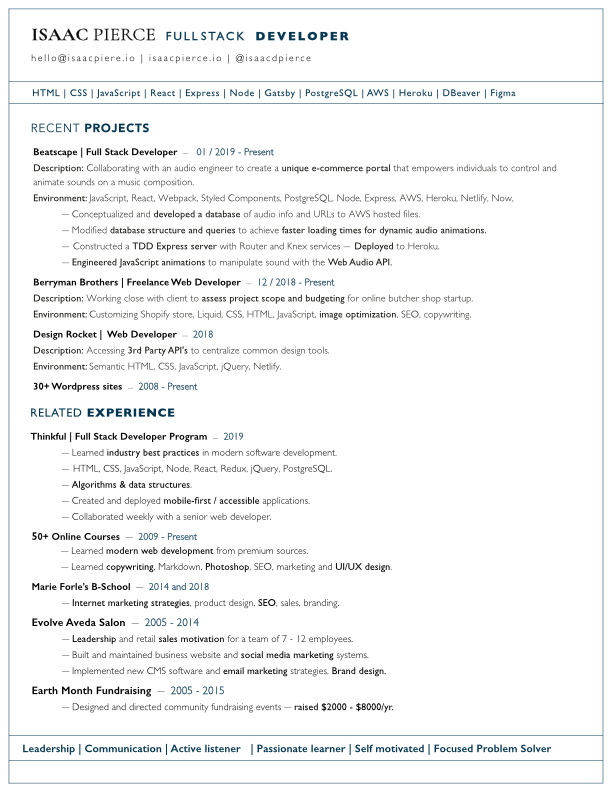 ISAAC PIERCE FULLSTACK DEVELOPER
hello@isaacpiere.io | isaacpierce.io | @isaacdpierce
HTML | CSS | JavaScript | React | Express | Node | Gatsby | PostgreSQL | AWS | Heroku | DBeaver | Figma
RECENT PROJECTS
Beatscape | Full Stack Developer — 01 / 2019 - Present
Description: Collaborating with an audio engineer to create a unique e-commerce portal that empowers individuals to control and
animate sounds on a music composition.
Environment: JavaScript, React, Webpack, Styled Components, PostgreSQL, Node, Express, AWS, Heroku, Netlify, Now,
— Conceptualized and developed a database of audio info and URLs to AWS hosted files.
— Modified database structure and queries to achieve faster loading times for dynamic audio animations.
— Constructed a TDD Express server with Router and Knex services — Deployed to Heroku.
— Engineered JavaScript animations to manipulate sound with the Web Audio API.
Berryman Brothers | Freelance Web Developer — 12 / 2018 - Present
Description: Working close with client to assess project scope and budgeting for online butcher shop startup.
Environment: Customizing Shopify store, Liquid, CSS, HTML, JavaScript, image optimization, SEO, copywriting.
Design Rocket | Web Developer — 2018
Description: Accessing 3rd Party API's to centralize common design tools.
Environment: Semantic HTML, CSS, JavaScript, jQuery, Netlify.
30+ Wordpress sites — 2008 - Present
RELATED EXPERIENCE
Thinkful | Full Stack Developer Program — 2019
— Learned industry best practices in modern software development.
— HTML, CSS, JavaScript, Node, React, Redux, jQuery, PostgreSQL.
— Algorithms & data structures.
— Created and deployed mobile-first / accessible applications.
— Collaborated weekly with a senior web developer.
50+ Online Courses — 2009 - Present
— Learned modern web development from premium sources.
— Learned copywriting, Markdown, Photoshop, SEO, marketing and UI/UX design.
Marie Forle's B-School — 2014 and 2018
— Internet marketing strategies, product design, SEO, sales, branding.
Evolve Aveda Salon — 2005 - 2014
— Leadership and retail sales motivation for a team of 7 - 12 employees.
— Built and maintained business website and social media marketing systems.
— Implemented new CMS software and email marketing strategies. Brand design.
Earth Month Fundraising — 2005 - 2015
— Designed and directed community fundraising events — raised $2000 - $8000/yr.
Leadership | Communication | Active listener | Passionate learner | Self motivated | Focused Problem Solver